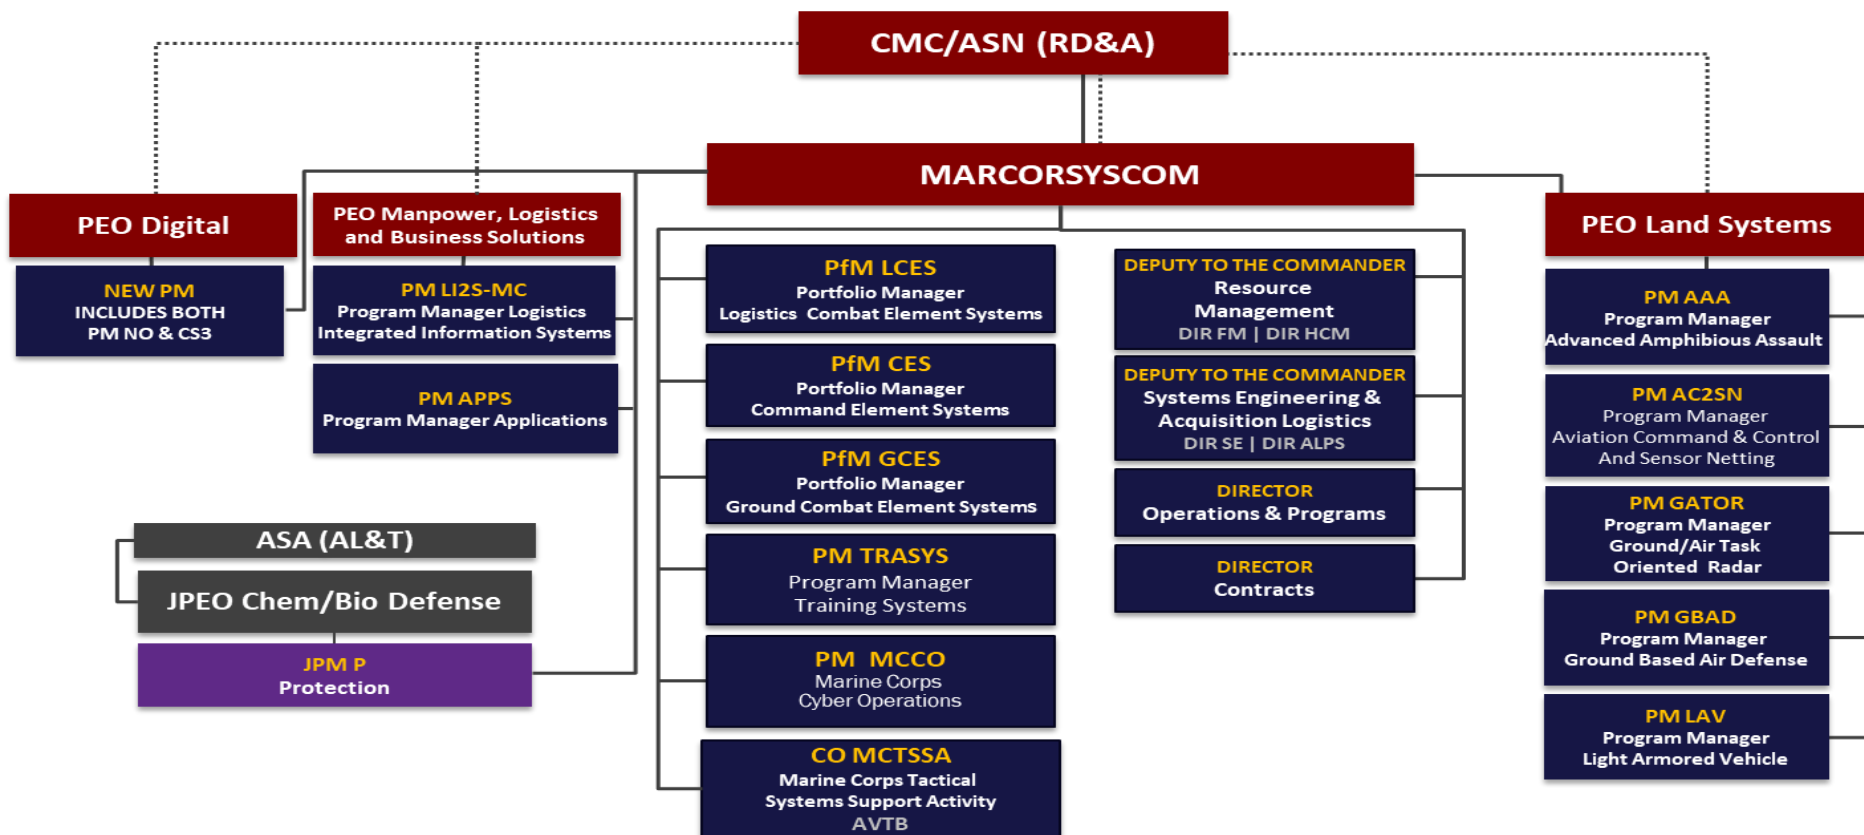 CMC/ASN (RD&A)
MARCORSYSCOM
PEO Digital
NEW PM
INCLUDES BOTH
PM NO & CS3
PEO Manpower, Logistics
and Business Solutions
PM LI2S-MC
Program Manager Logistics
Integrated Information Systems
PM APPS
Program Manager Applications
ASA (AL&T)
JPEO Chem/Bio Defense
JPM P
Protection
PfM LCES
Portfolio Manager
Logistics Combat Element Systems
PfM CES
Portfolio Manager
Command Element Systems
PfM GCES
Portfolio Manager
Ground Combat Element Systems
PM TRASYS
Program Manager
Training Systems
PM MCCO
Marine Corps
Cyber Operations
CO MCTSSA
Marine Corps Tactical
Systems Support Activity
AVTB
DEPUTY TO THE COMMANDER
Resource
Management
DIR FM | DIR HCM
DEPUTY TO THE COMMANDER
Systems Engineering &
Acquisition Logistics
DIR SE | DIR ALPS
DIRECTOR
Operations & Programs
DIRECTOR
Contracts
PEO Land Systems
PM AAA
Program Manager
Advanced Amphibious Assault
PM AC2SN
Program Manager
Aviation Command & Control
And Sensor Netting
PM GATOR
Program Manager
Ground/Air Task
Oriented Radar
PM GBAD
Program Manager
Ground Based Air Defense
PM LAV
Program Manager
Light Armored Vehicle